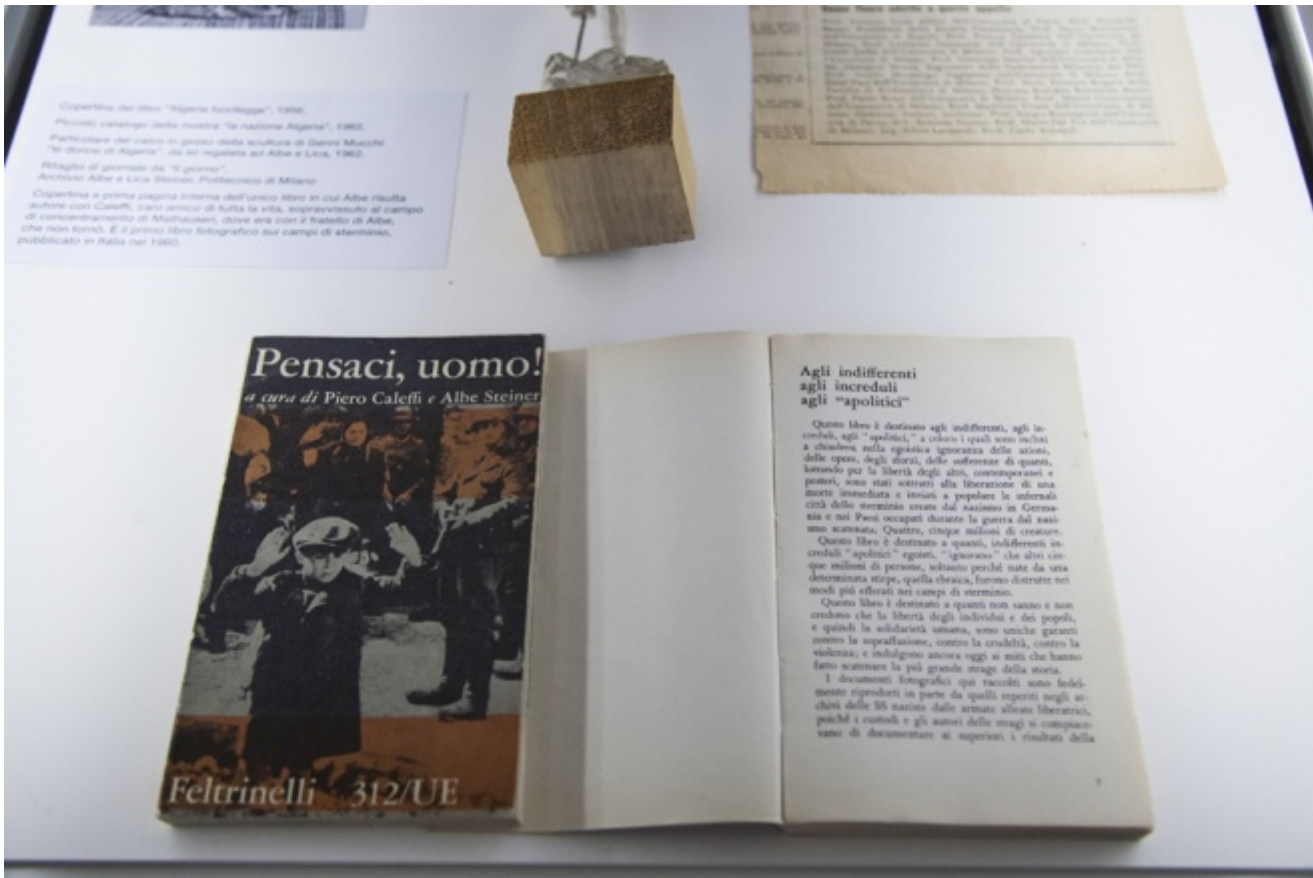 Copertina del libro "Algeria fuorilegge", 1956.
Piccolo catalogo della mostra "la nazione Algeria", 1962.
Particolare del calco in gesso della scultura di Genni Mucchi
"le donne di Algeria", da lei regalata ad Albe e Lica, 1962.
Ritaglio di giornale da "Il giorno".
Archivio Albe e Lica Steiner, Politecnico di Milano
Copertina e prima pagina interna dell'unico libro in cui Albe risulta
autore con Caleffi, caro amico di tutta la vita, sopravvissuto al campo
di concentramento di Mathausen, dove era con il fratello di Albe,
che non tornò. È il primo libro fotografico sui campi di sterminio,
pubblicato in Italia nel 1960.
Pensaci, uomo!
a cura di Piero Caleffi e Albe Steiner
Feltrinelli 312/UE
Agli indifferenti
agli increduli
agli "apolitici"
Questo libro è destinato agli indifferenti, agli in-
creduli, agli "apolitici," a coloro i quali sono inclini
a chiudersi nella egoistica ignoranza delle azioni,
delle opere, degli sforzi, delle sofferenze di quanti,
lottando per la libertà degli altri, contemporanei e
posteri, sono stati sottratti alla liberazione di una
morte immediata e inviati a popolare le infernali
città dello sterminio create dal nazismo in Germa-
nia e nei Paesi occupati durante la guerra dal nazi-
smo scatenata. Quattro, cinque milioni di creature.
Questo libro è destinato a quanti, indifferenti in-
creduli "apolitici" egoisti, "ignorano" che altri cin-
que milioni di persone, soltanto perché nate da una
determinata stirpe, quella ebraica, furono distrutte nei
modi più efferati nei campi di sterminio.
Questo libro è destinato a quanti non sanno e non
credono che la libertà degli individui e dei popoli,
e quindi la solidarietà umana, sono uniche garanti
contro la sopraffazione, contro la crudeltà, contro la
violenza; e indulgono ancora oggi ai miti che hanno
fatto scatenare la più grande strage della storia.
I documenti fotografici qui raccolti sono fedel-
mente riprodotti in parte da quelli reperiti negli ar-
chivi delle SS naziste dalle armate alleate liberatrici,
poiché i custodi e gli autori delle stragi si compiace-
vano di documentare ai superiori i risultati della
7